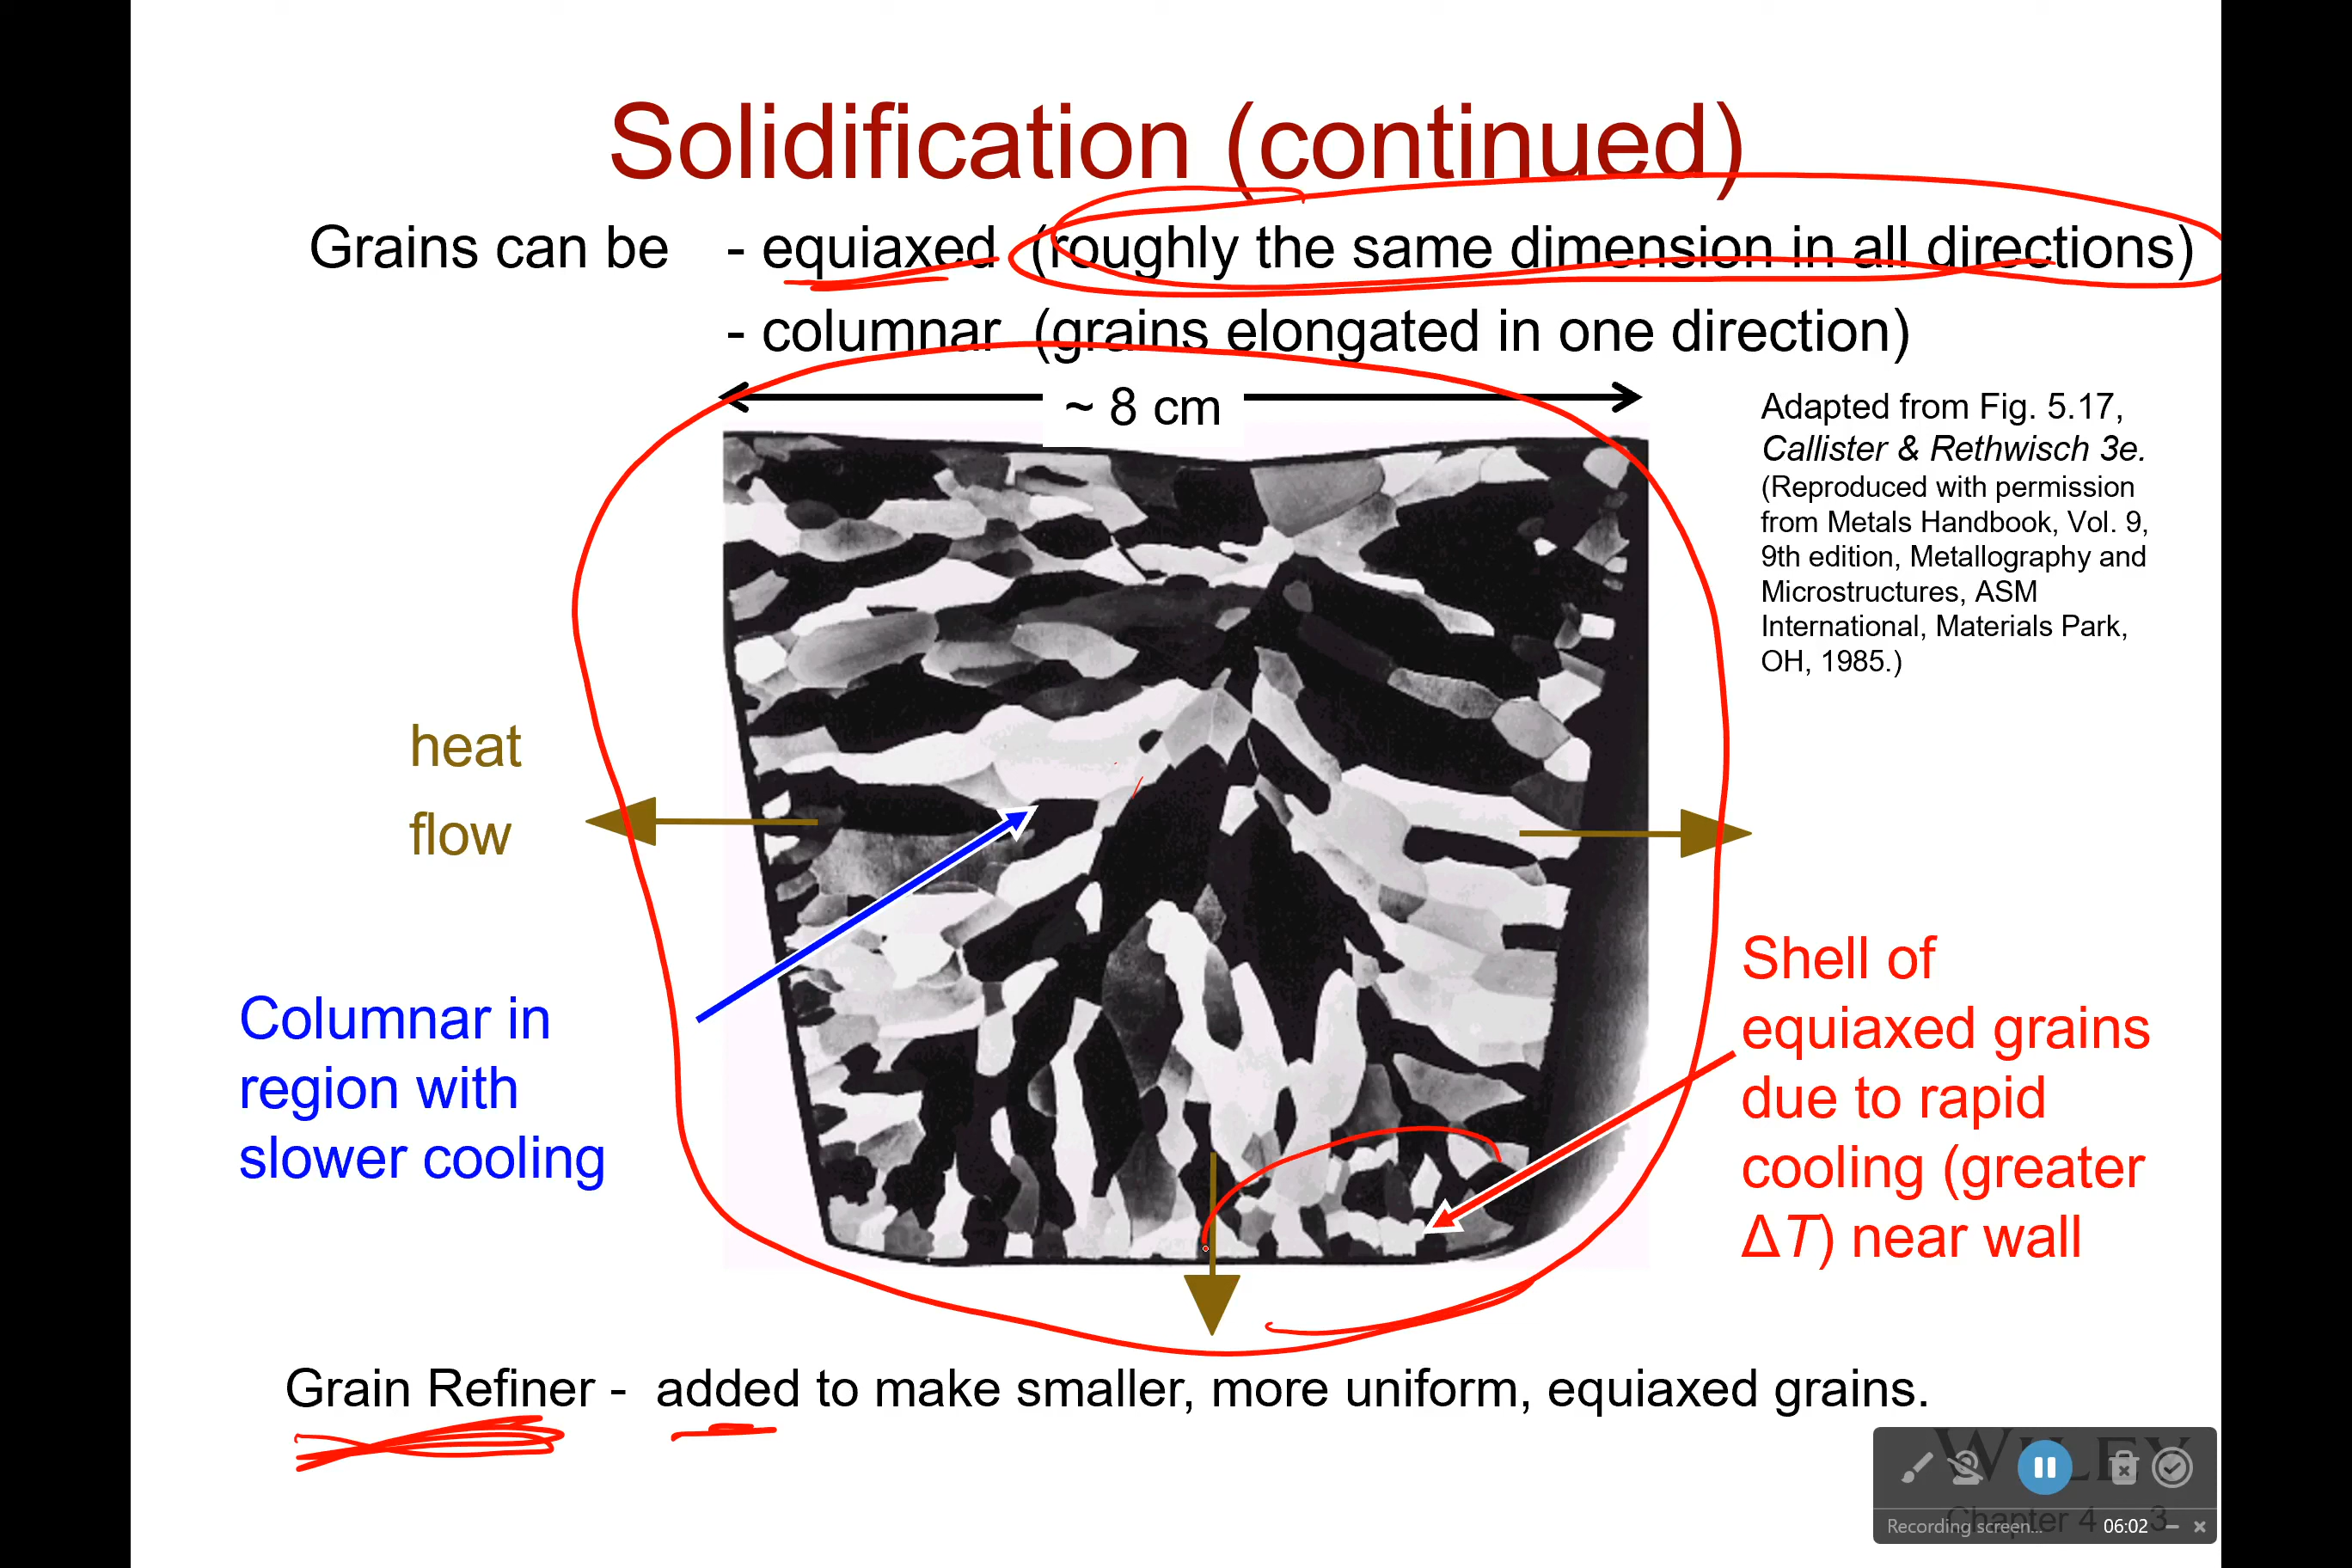 Solidification (continued)
Grains can be - equiaxed (roughly the same dimension in all directions)
- columnar (grains elongated in one direction)
~ 8 cm
Adapted from Fig. 5.17,
Callister & Rethwisch 3e.
(Reproduced with permission
from Metals Handbook, Vol. 9,
9th edition, Metallography and
Microstructures, ASM
International, Materials Park,
OH, 1985.)
heat
flow
Columnar in
region with
slower cooling
Shell of
equiaxed grains
due to rapid
cooling (greater
ΔT) near wall
Grain Refiner - added to make smaller, more uniform, equiaxed grains.
WILEY
Chapter 4 3
Recording screen... 06:02